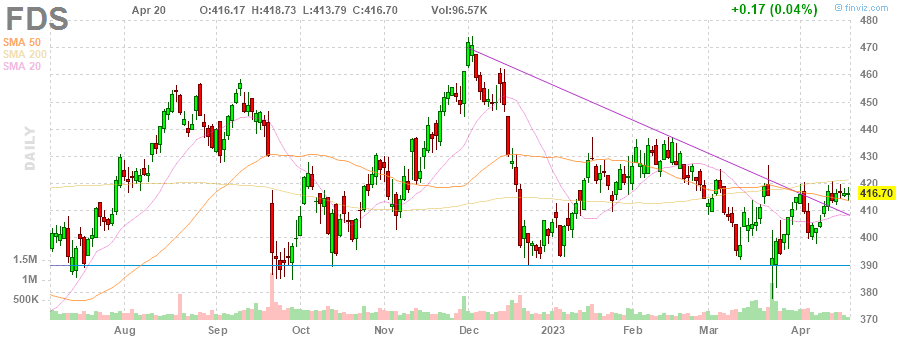 FDS
Apr 20 O:416.17 H:418.73 L:413.79 C:416.70 Vol:96.57K +0.17 (0.04%)
© finviz.com
SMA 50
SMA 200
SMA 20
DAILY
480
470
460
450
440
430
420
416.70
410
400
390
380
370
1.5M
1M
500K
Aug Sep Oct Nov Dec 2023 Feb Mar Apr